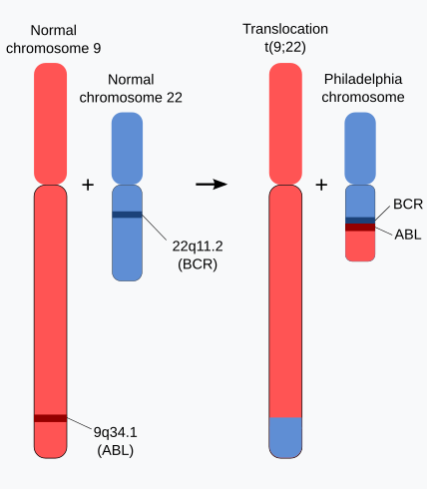 Normal
chromosome 9
Normal
chromosome 22
+
22q11.2
(BCR)
9q34.1
(ABL)
Translocation
t(9;22)
+
Philadelphia
chromosome
BCR
ABL